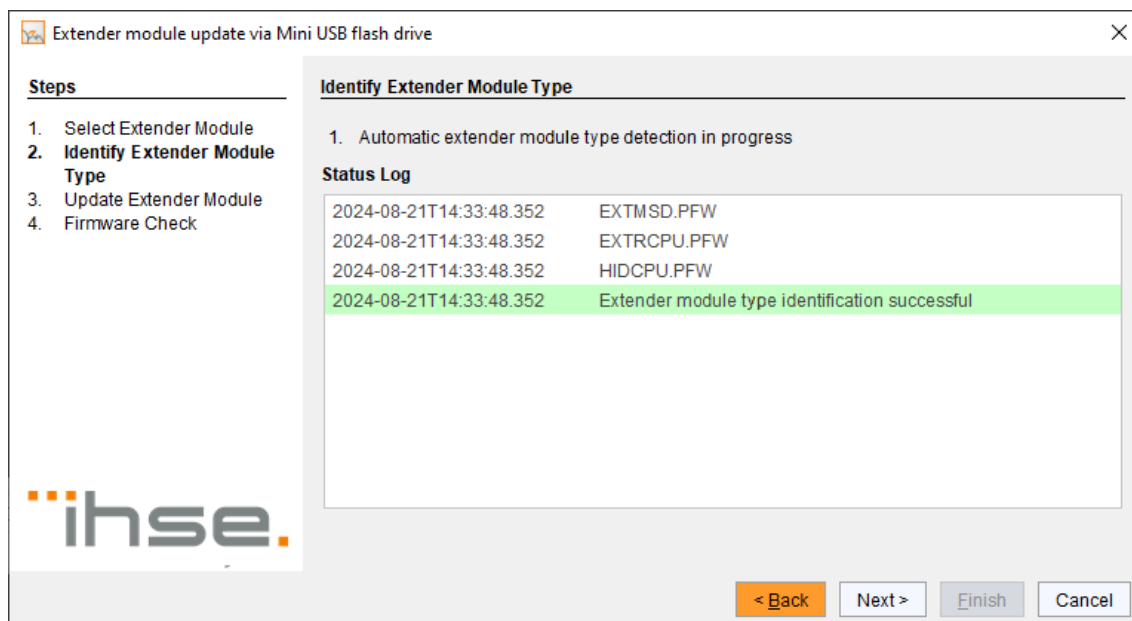 Extender module update via Mini USB flash drive
Steps
1. Select Extender Module
2. Identify Extender Module
Type
3. Update Extender Module
4. Firmware Check
ihse.
Identify Extender Module Type
1. Automatic extender module type detection in progress
Status Log
2024-08-21T14:33:48.352 EXTMSD.PFW
2024-08-21T14:33:48.352 EXTRCPU.PFW
2024-08-21T14:33:48.352 HIDCPU.PFW
2024-08-21T14:33:48.352 Extender module type identification successful
< Back Next > Finish Cancel